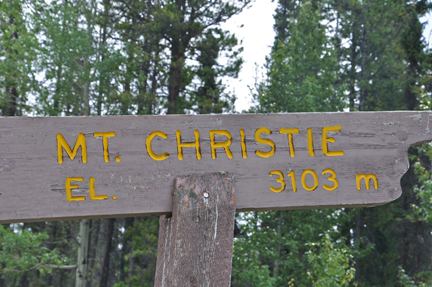 MT. CHRISTIE
EL. 3103 m